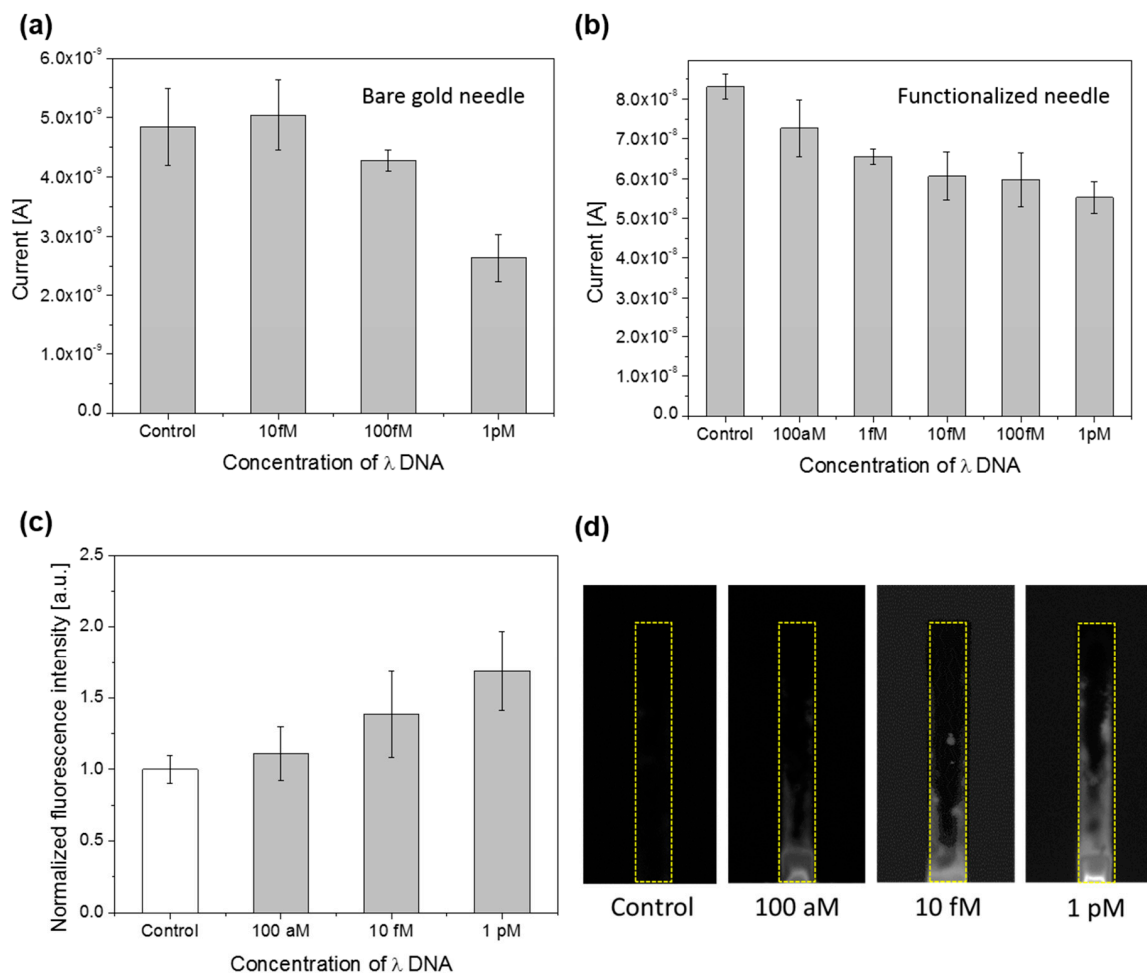 (a)
6.0x10⁻⁹
5.0x10⁻⁹
4.0x10⁻⁹
3.0x10⁻⁹
2.0x10⁻⁹
1.0x10⁻⁹
0.0
Current [A]
Bare gold needle
Control 10fM 100fM 1pM
Concentration of λ DNA
(b)
8.0x10⁻⁸
7.0x10⁻⁸
6.0x10⁻⁸
5.0x10⁻⁸
4.0x10⁻⁸
3.0x10⁻⁸
2.0x10⁻⁸
1.0x10⁻⁸
0.0
Current [A]
Functionalized needle
Control 100aM 1fM 10fM 100fM 1pM
Concentration of λ DNA
(c)
2.5
2.0
1.5
1.0
0.5
0.0
Normalized fluorescence intensity [a.u.]
Control 100 aM 10 fM 1 pM
Concentration of λ DNA
(d)
Control 100 aM 10 fM 1 pM